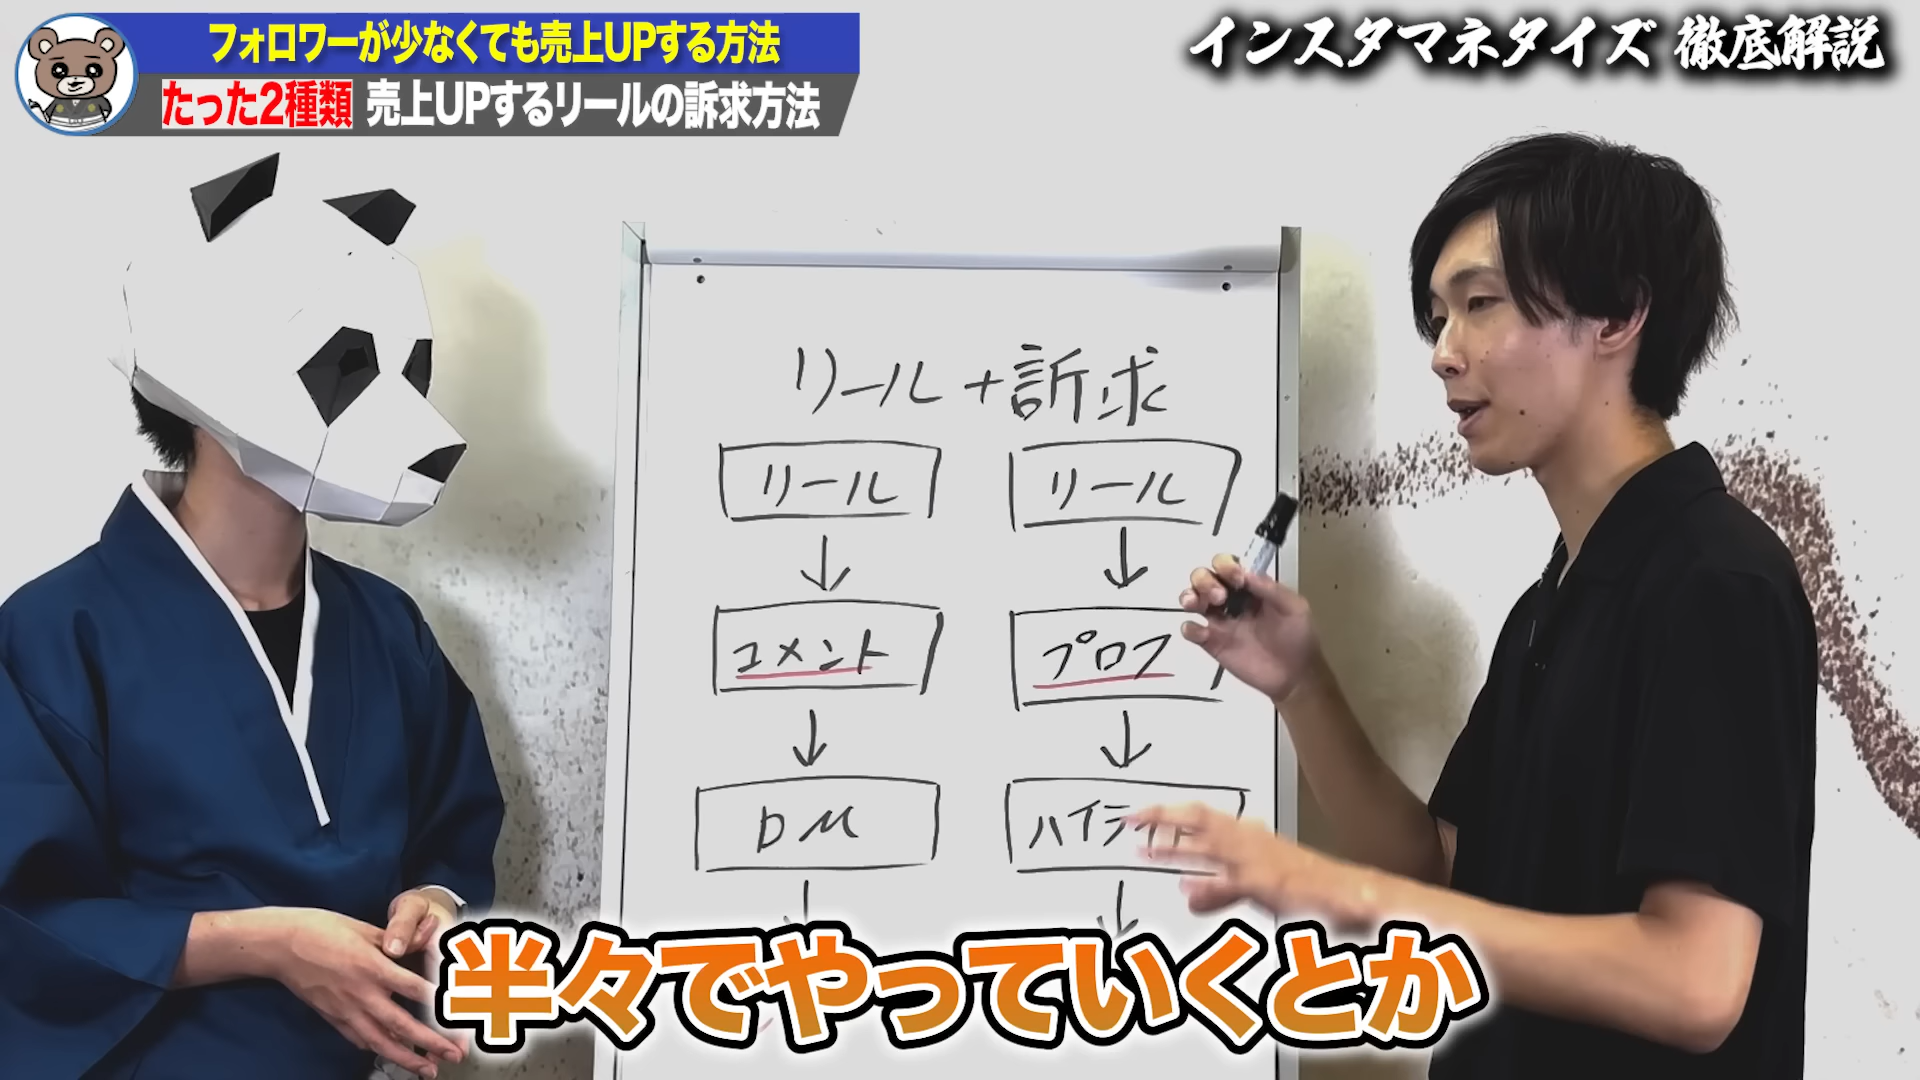 フォロワーが少なくても売上UPする方法
たった2種類 売上UPするリールの訴求方法
インスタマネタイズ 徹底解説
リール+訴求
リール リール
コメント プロフ
DM ハイライト
半々でやっていくとか